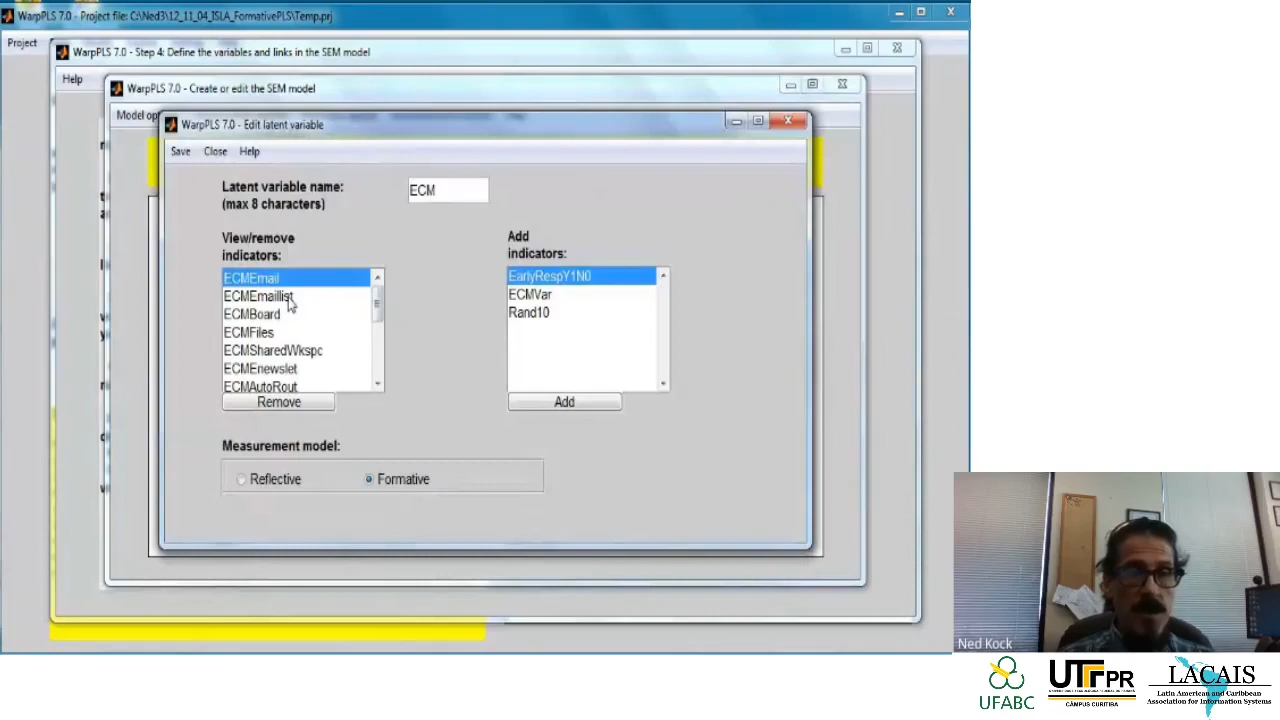 WarpPLS 7.0 - Project file: C:\Ned3\12_11_04_ISLA_FormativePLS\Temp.prj
Project
WarpPLS 7.0 - Step 4: Define the variables and links in the SEM model
Help
WarpPLS 7.0 - Create or edit the SEM model
Model op
WarpPLS 7.0 - Edit latent variable
Save Close Help
Latent variable name:
(max 8 characters)
ECM
View/remove
indicators:
ECMEmail
ECMEmaillist
ECMBoard
ECMFiles
ECMSharedWkspc
ECMEnewslet
ECMAutoRout
Remove
Add
indicators:
EarlyRespY1N0
ECMVar
Rand10
Add
Measurement model:
Reflective Formative
Ned Kock
UFABC
UTFPR
CÂMPUS CURITIBA
LACAIS
Latin American and Caribbean
Association for Information Systems